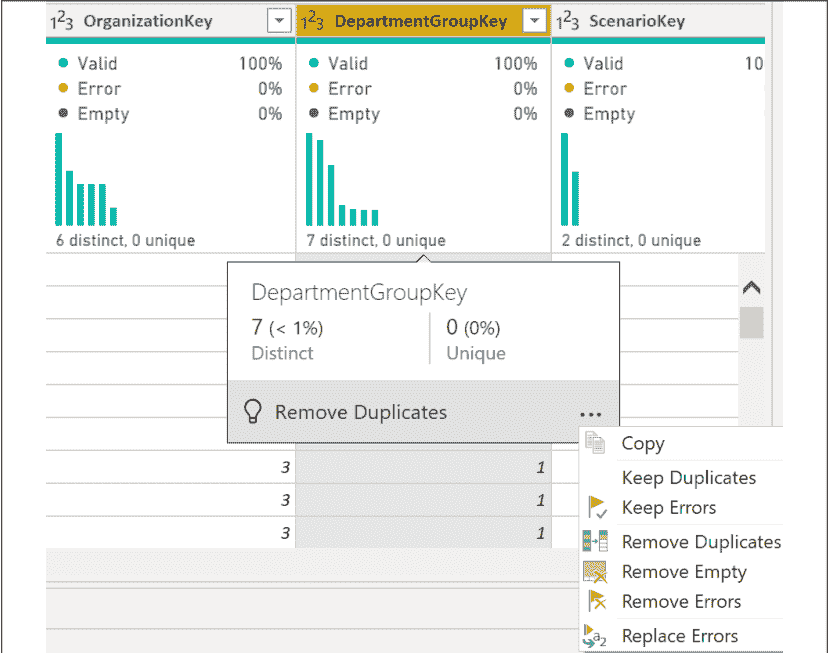 1²3 OrganizationKey 1²3 DepartmentGroupKey 1²3 ScenarioKey
Valid 100% Valid 100% Valid 10
Error 0% Error 0% Error
Empty 0% Empty 0% Empty
6 distinct, 0 unique 7 distinct, 0 unique 2 distinct, 0 unique
DepartmentGroupKey
7 (< 1%) 0 (0%)
Distinct Unique
Remove Duplicates ...
Copy
Keep Duplicates
3 1
Keep Errors
3 1
3 1
Remove Duplicates
Remove Empty
Remove Errors
Replace Errors